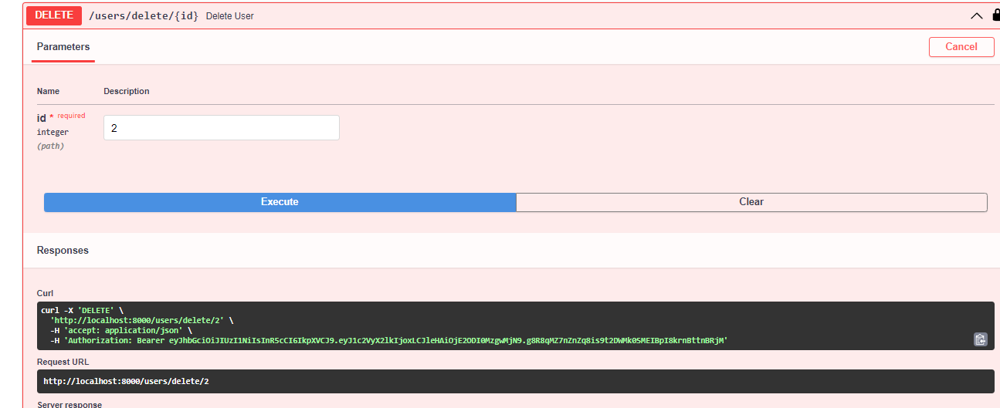 DELETE /users/delete/{id} Delete User
Parameters
Cancel
Name Description
id * required
integer
(path)
2
Execute Clear
Responses
Curl
curl -X 'DELETE' \
'http://localhost:8000/users/delete/2' \
-H 'accept: application/json' \
-H 'Authorization: Bearer eyJhbGciOiJIUzI1NiIsInR5cCI6IkpXVCJ9.eyJ1c2VyX2lkIjoxLCJleHAiOjE2ODI0MzgwMjN9.g8R8qMZ7nZnZq8is9t2DWMk0SMEIBpI8krnBttnBRjM'
Request URL
http://localhost:8000/users/delete/2
Server response